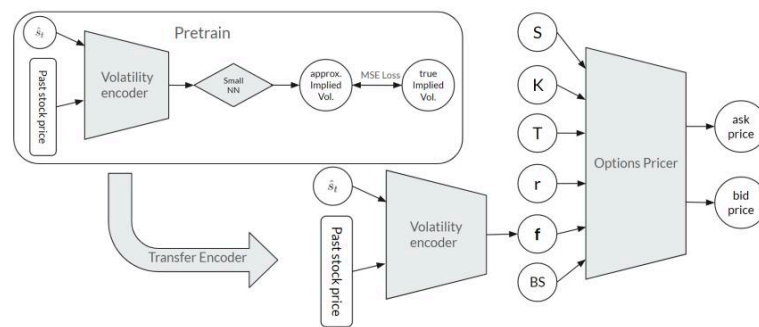 Pretrain
ŝₜ
Past stock price
Volatility
encoder
Small
NN
approx.
Implied
Vol.
MSE Loss
true
Implied
Vol.
Transfer Encoder
ŝₜ
Past stock price
Volatility
encoder
S
K
T
r
f
BS
Options Pricer
ask
price
bid
price